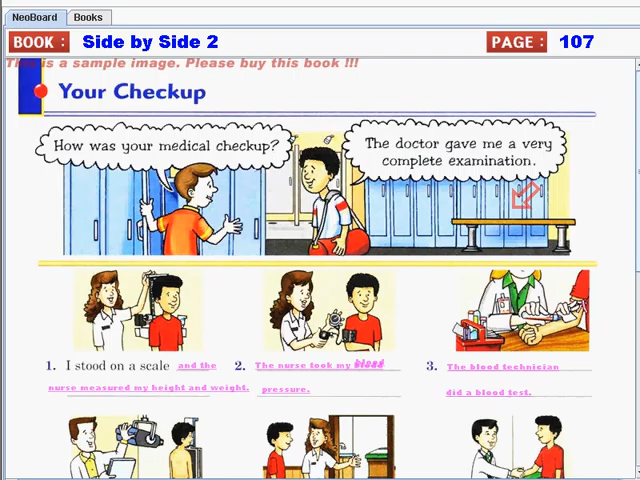 NeoBoard Books
BOOK : Side by Side 2 PAGE : 107
This is a sample image. Please buy this book !!!
Your Checkup
How was your medical checkup?
The doctor gave me a very
complete examination.
1. I stood on a scale and the
nurse measured my height and weight.
2. The nurse took my blood
pressure.
3. The blood technician
did a blood test.